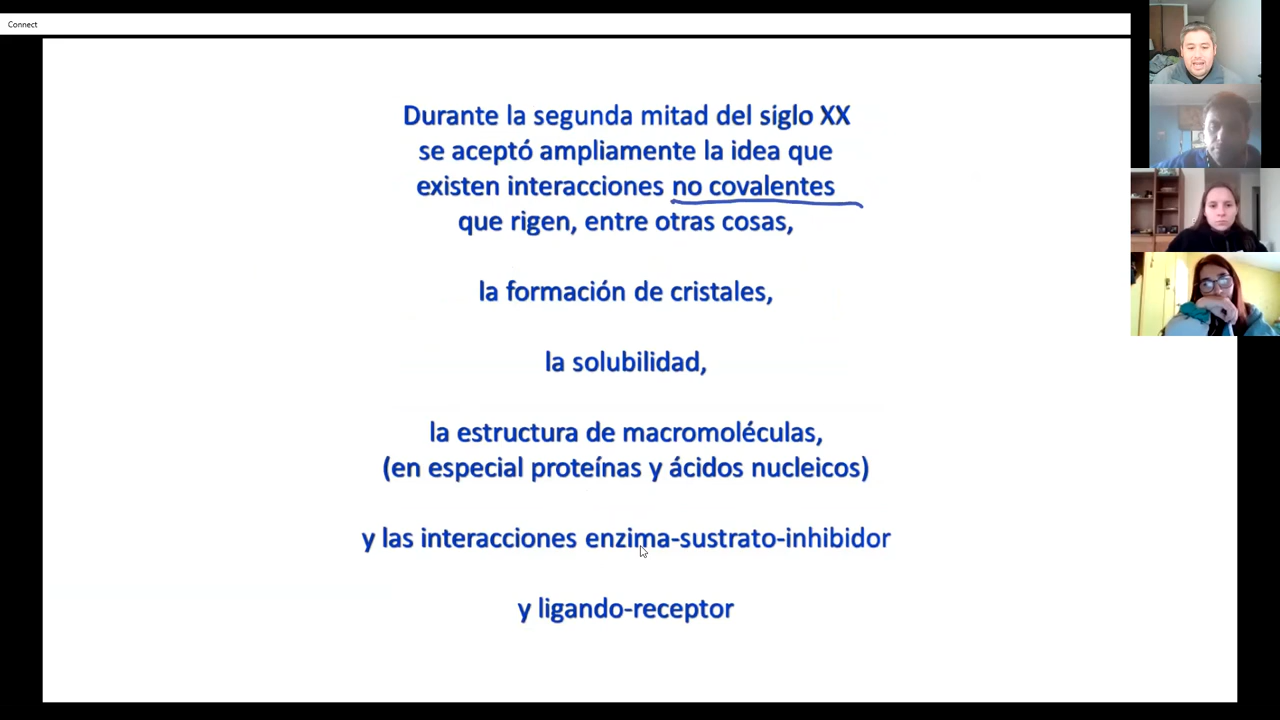 Connect
Durante la segunda mitad del siglo XX
se aceptó ampliamente la idea que
existen interacciones no covalentes
que rigen, entre otras cosas,
la formación de cristales,
la solubilidad,
la estructura de macromoléculas,
(en especial proteínas y ácidos nucleicos)
y las interacciones enzima-sustrato-inhibidor
y ligando-receptor